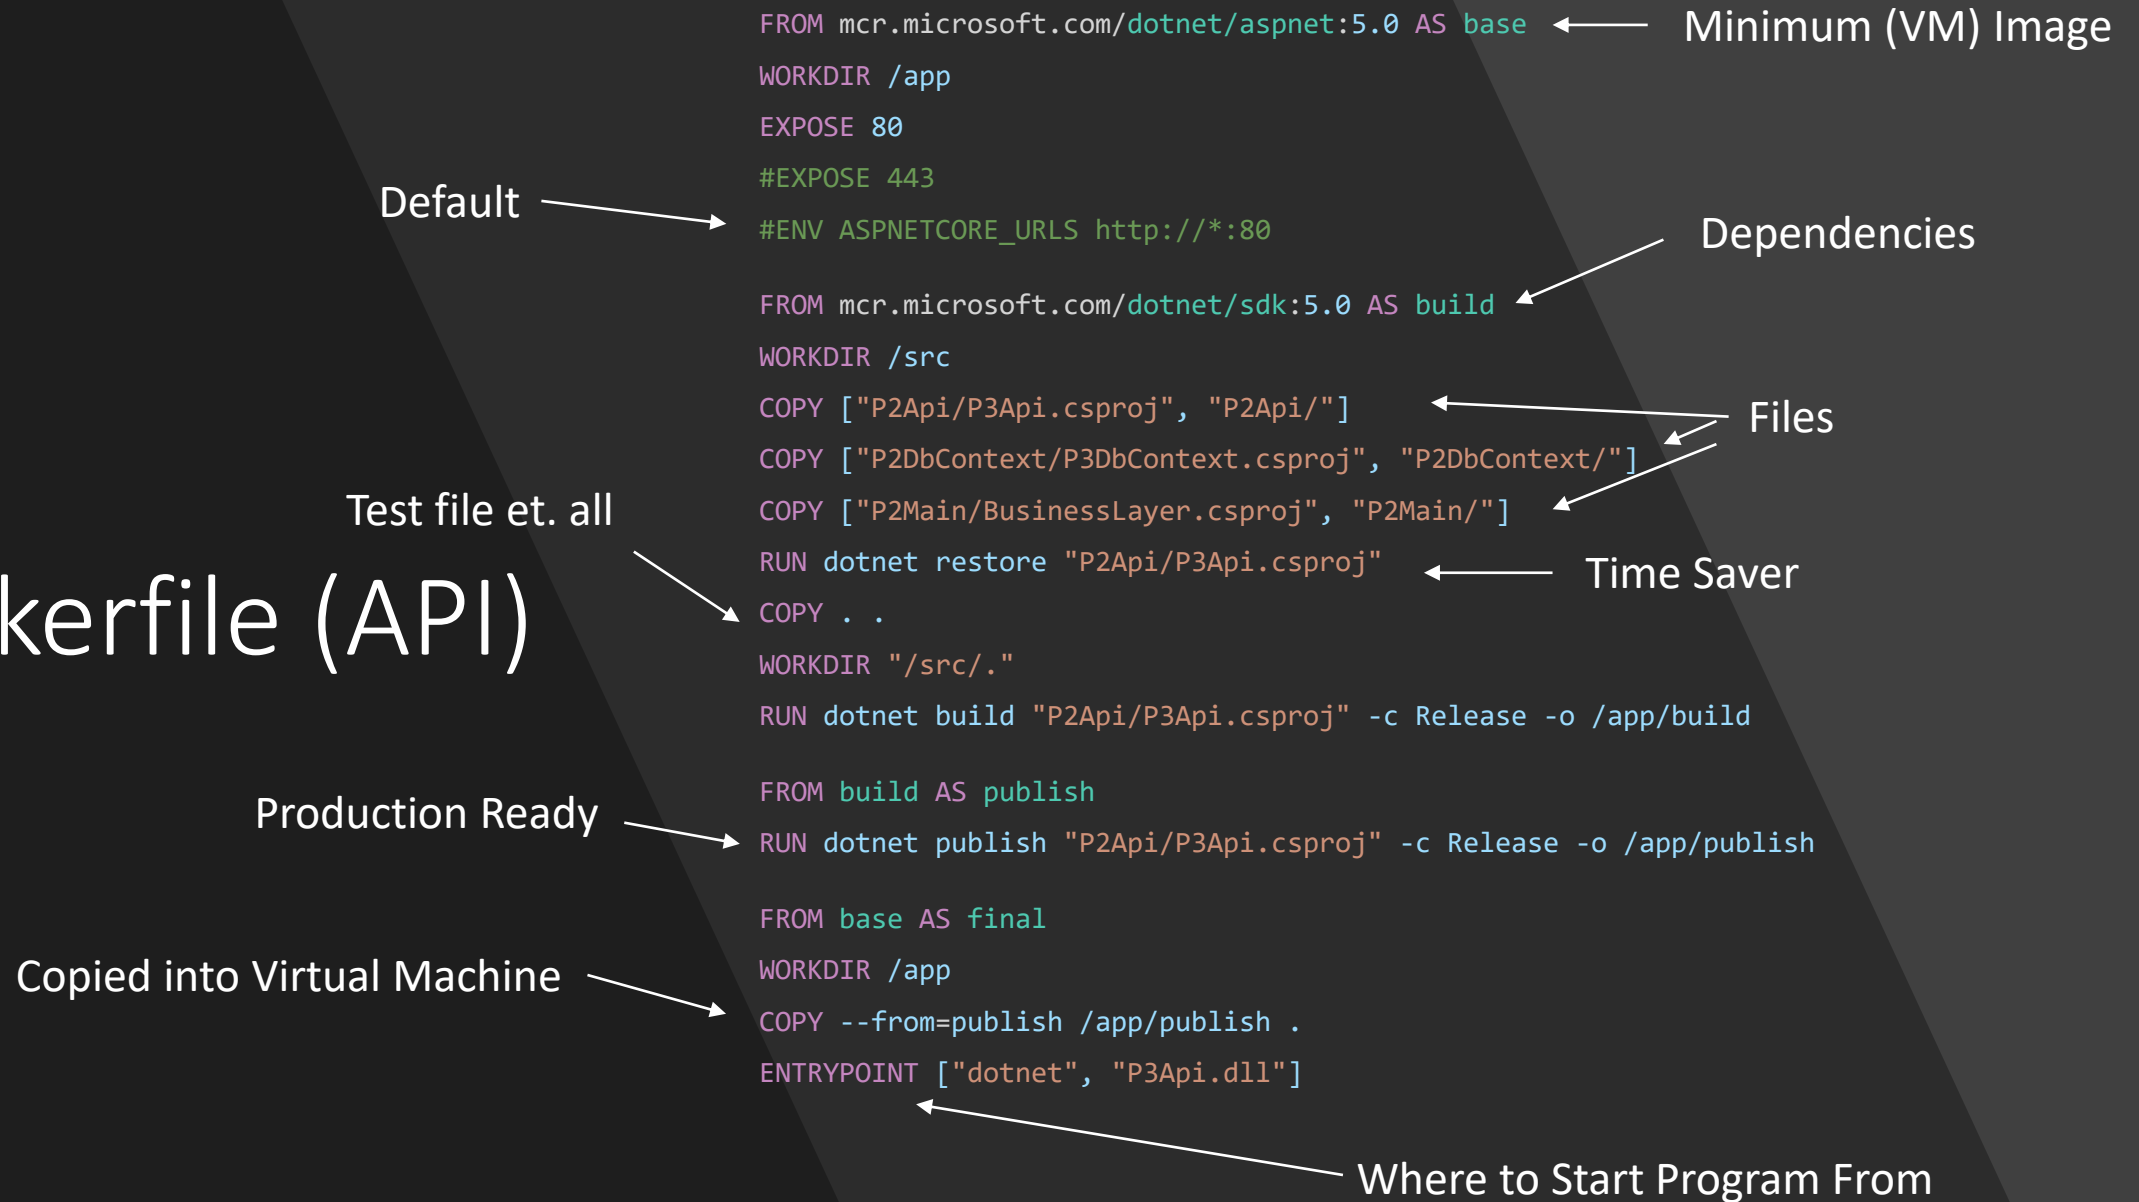 FROM mcr.microsoft.com/dotnet/aspnet:5.0 AS base
Minimum (VM) Image
WORKDIR /app
EXPOSE 80
#EXPOSE 443
Default
#ENV ASPNETCORE_URLS http://*:80
Dependencies
FROM mcr.microsoft.com/dotnet/sdk:5.0 AS build
WORKDIR /src
COPY ["P2Api/P3Api.csproj", "P2Api/"]
Files
COPY ["P2DbContext/P3DbContext.csproj", "P2DbContext/"]
COPY ["P2Main/BusinessLayer.csproj", "P2Main/"]
Test file et. all
RUN dotnet restore "P2Api/P3Api.csproj"
Time Saver
kerfile (API)
COPY . .
WORKDIR "/src/."
RUN dotnet build "P2Api/P3Api.csproj" -c Release -o /app/build
FROM build AS publish
Production Ready
RUN dotnet publish "P2Api/P3Api.csproj" -c Release -o /app/publish
FROM base AS final
Copied into Virtual Machine
WORKDIR /app
COPY --from=publish /app/publish .
ENTRYPOINT ["dotnet", "P3Api.dll"]
Where to Start Program From